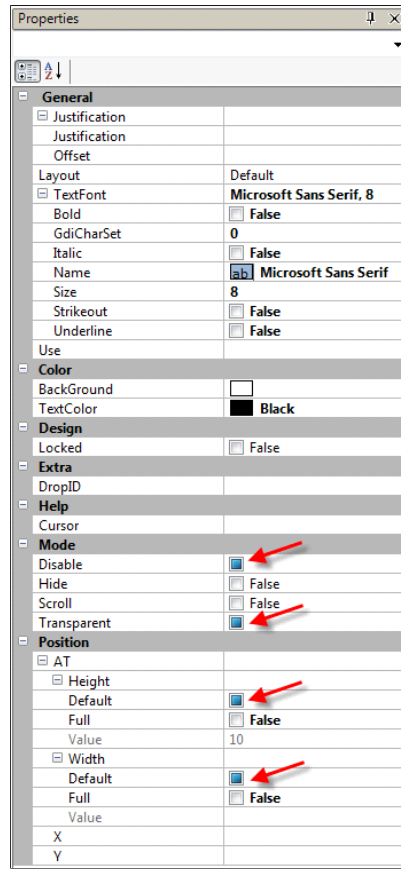 Properties
General
Justification
Justification
Offset
Layout Default
TextFont Microsoft Sans Serif, 8
Bold False
GdiCharSet 0
Italic False
Name ab Microsoft Sans Serif
Size 8
Strikeout False
Underline False
Use
Color
BackGround
TextColor Black
Design
Locked False
Extra
DropID
Help
Cursor
Mode
Disable
Hide False
Scroll False
Transparent
Position
AT
Height
Default
Full False
Value 10
Width
Default
Full False
Value
X
Y